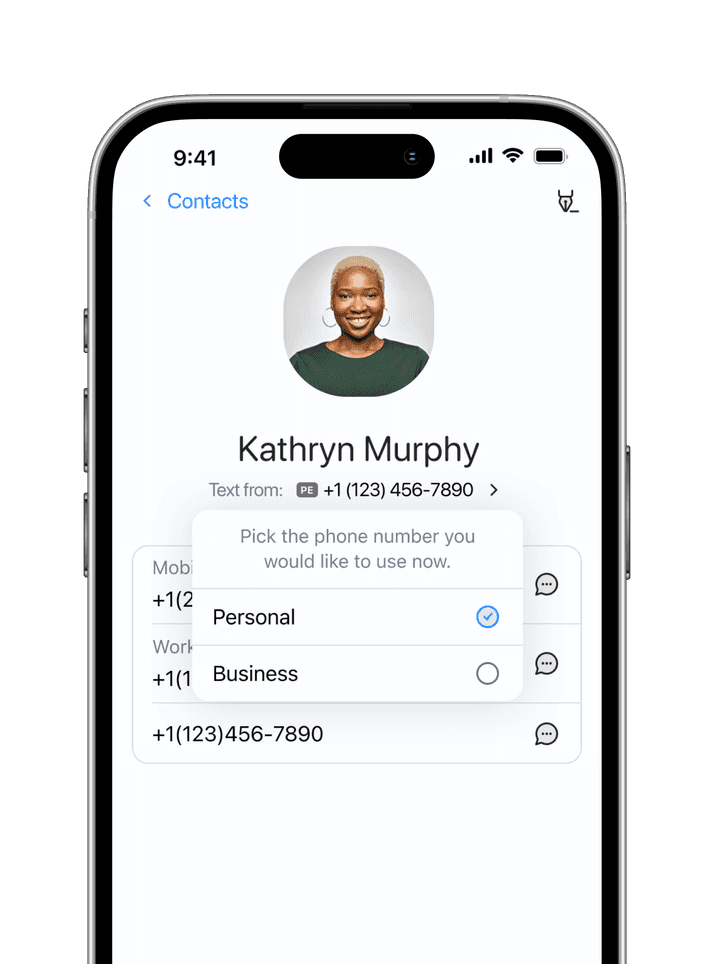 9:41
Contacts
Kathryn Murphy
Text from: PE +1 (123) 456-7890
Pick the phone number you
would like to use now.
Mobi
+1(2
Personal
Work
+1(1
Business
+1(123)456-7890